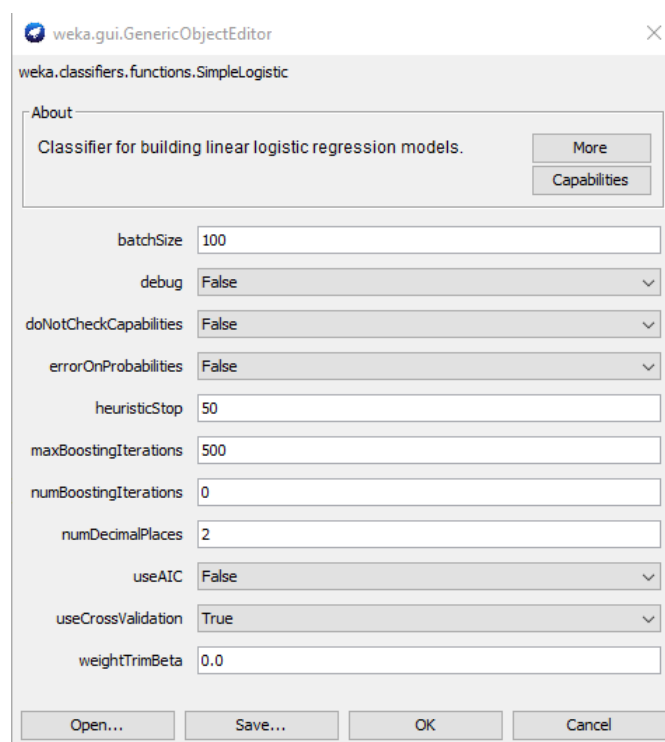 weka.gui.GenericObjectEditor
weka.classifiers.functions.SimpleLogistic
About
Classifier for building linear logistic regression models.
More
Capabilities
batchSize 100
debug False
doNotCheckCapabilities False
errorOnProbabilities False
heuristicStop 50
maxBoostingIterations 500
numBoostingIterations 0
numDecimalPlaces 2
useAIC False
useCrossValidation True
weightTrimBeta 0.0
Open... Save... OK Cancel